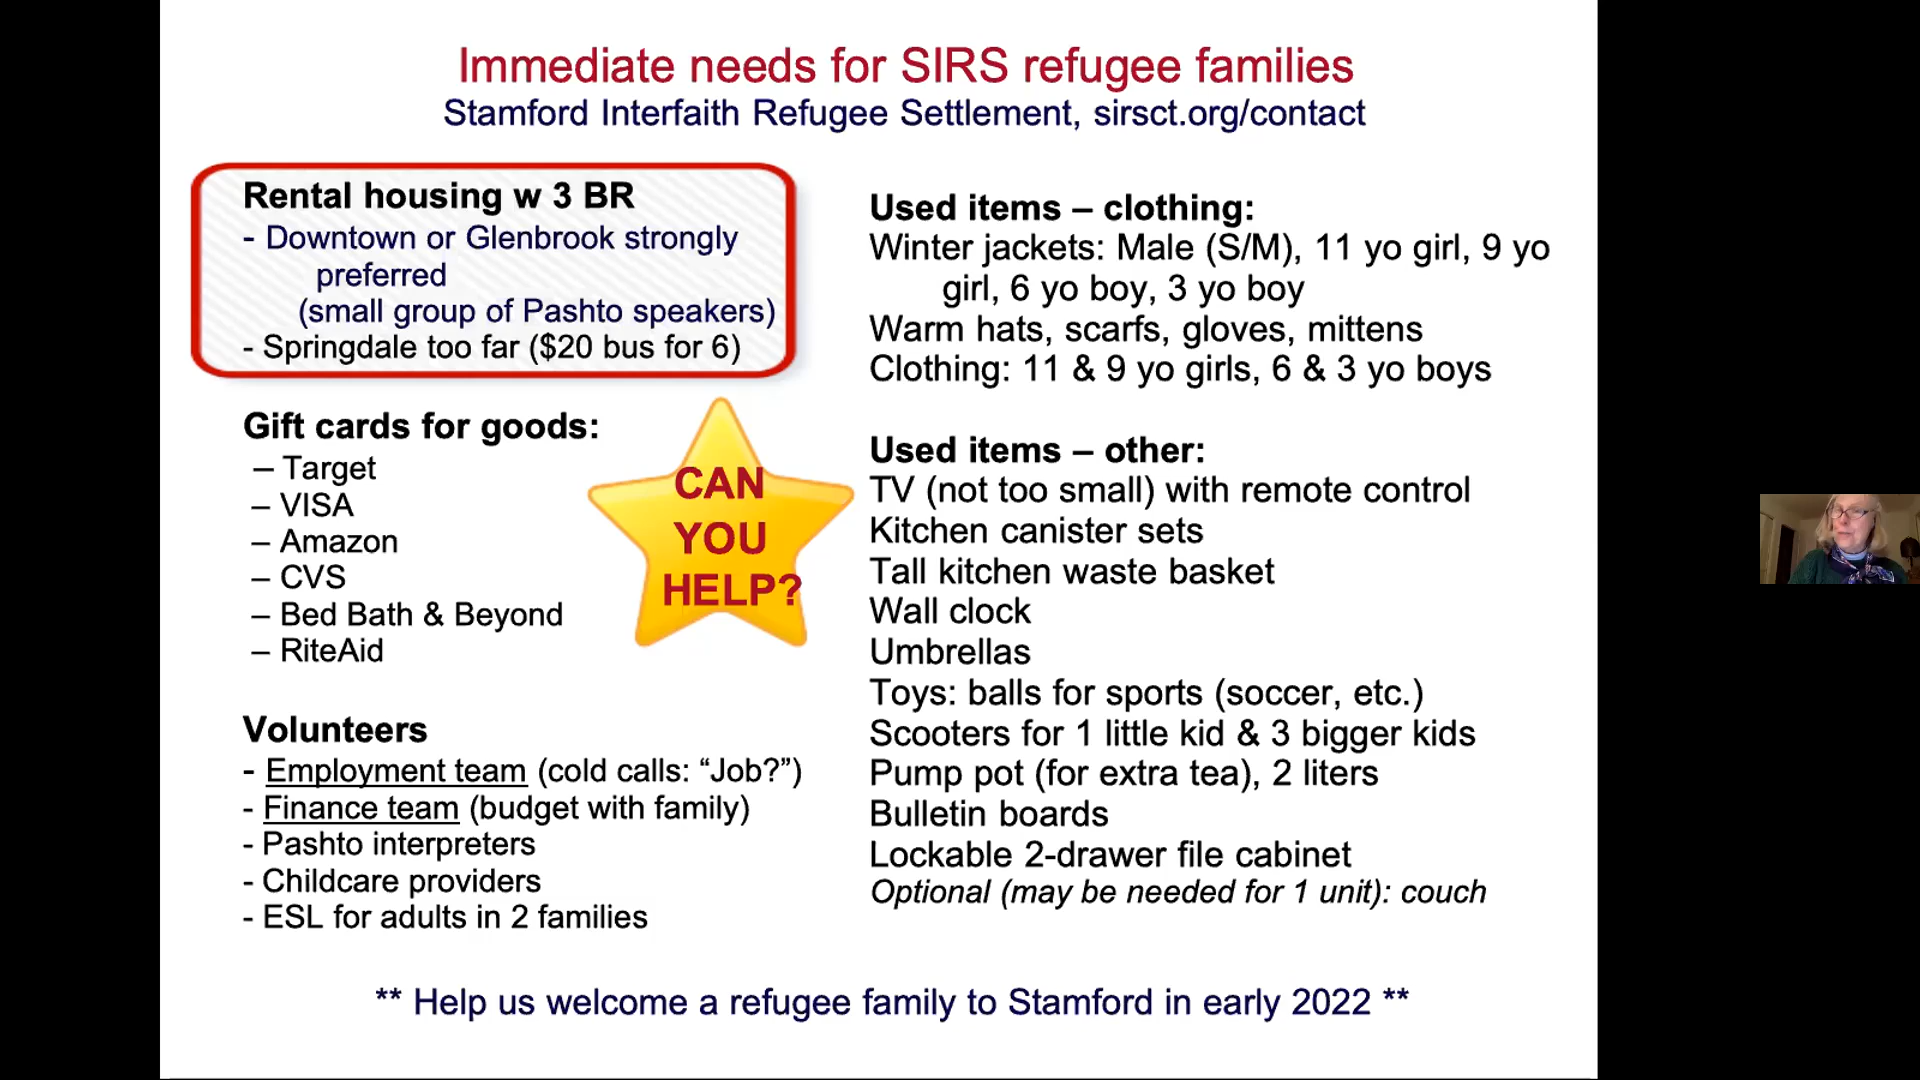 Immediate needs for SIRS refugee families
Stamford Interfaith Refugee Settlement, sirsct.org/contact
Rental housing w 3 BR
- Downtown or Glenbrook strongly
preferred
(small group of Pashto speakers)
- Springdale too far ($20 bus for 6)
Gift cards for goods:
– Target
– VISA
– Amazon
– CVS
– Bed Bath & Beyond
– RiteAid
CAN
YOU
HELP?
Volunteers
- Employment team (cold calls: “Job?”)
- Finance team (budget with family)
- Pashto interpreters
- Childcare providers
- ESL for adults in 2 families
Used items – clothing:
Winter jackets: Male (S/M), 11 yo girl, 9 yo
girl, 6 yo boy, 3 yo boy
Warm hats, scarfs, gloves, mittens
Clothing: 11 & 9 yo girls, 6 & 3 yo boys
Used items – other:
TV (not too small) with remote control
Kitchen canister sets
Tall kitchen waste basket
Wall clock
Umbrellas
Toys: balls for sports (soccer, etc.)
Scooters for 1 little kid & 3 bigger kids
Pump pot (for extra tea), 2 liters
Bulletin boards
Lockable 2-drawer file cabinet
Optional (may be needed for 1 unit): couch
** Help us welcome a refugee family to Stamford in early 2022 **